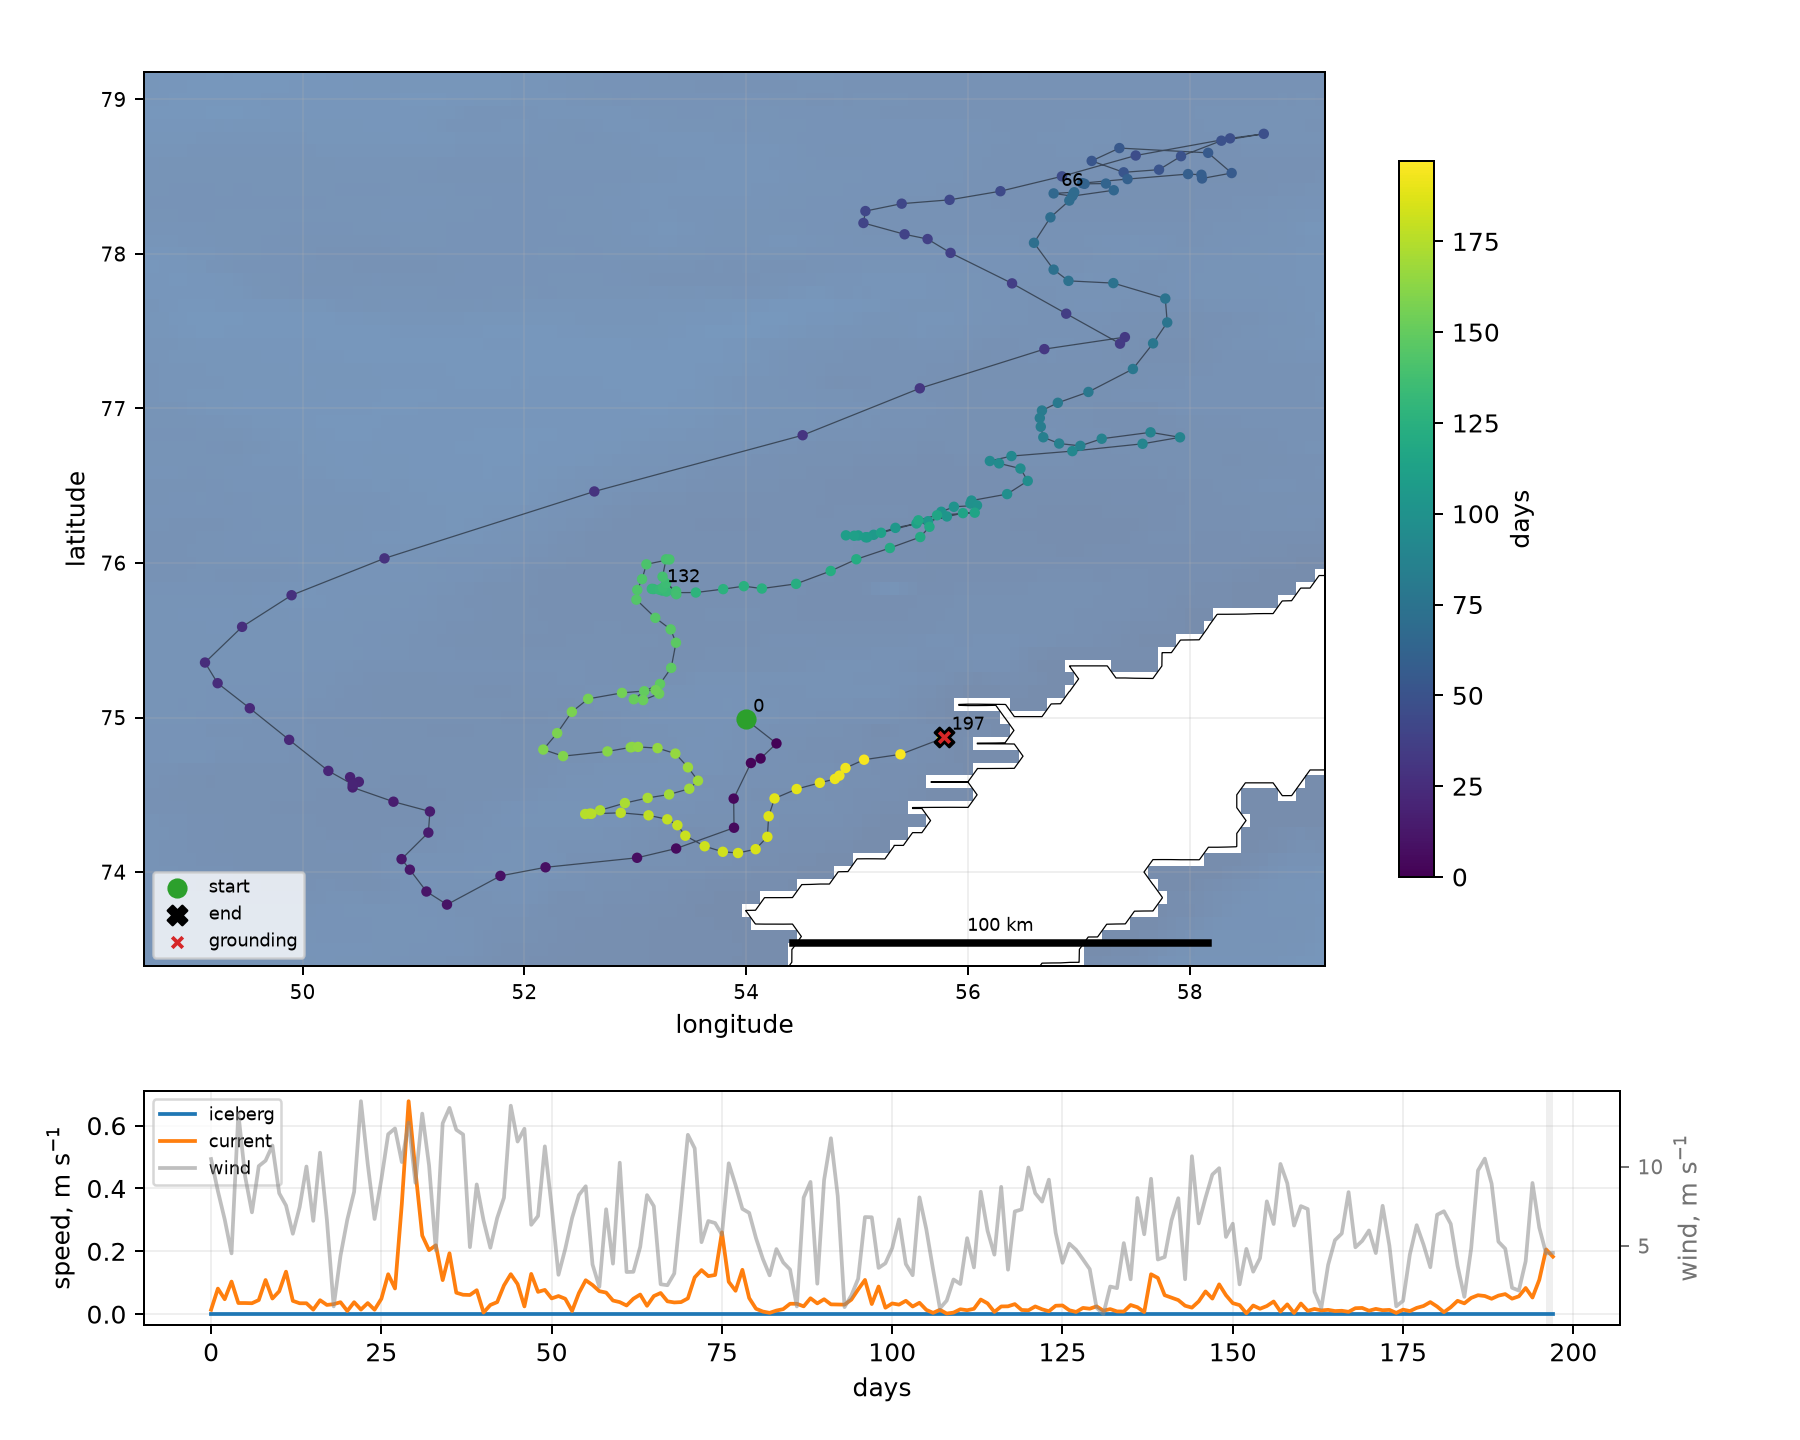 79
78
77
76
75
74
latitude
66
132
0
197
start
end
grounding
100 km
50
52
54
56
58
longitude
175
150
125
100
75
50
25
0
days
iceberg
current
wind
0.6
0.4
0.2
0.0
speed, m s⁻¹
10
5
wind, m s⁻¹
0
25
50
75
100
125
150
175
200
days